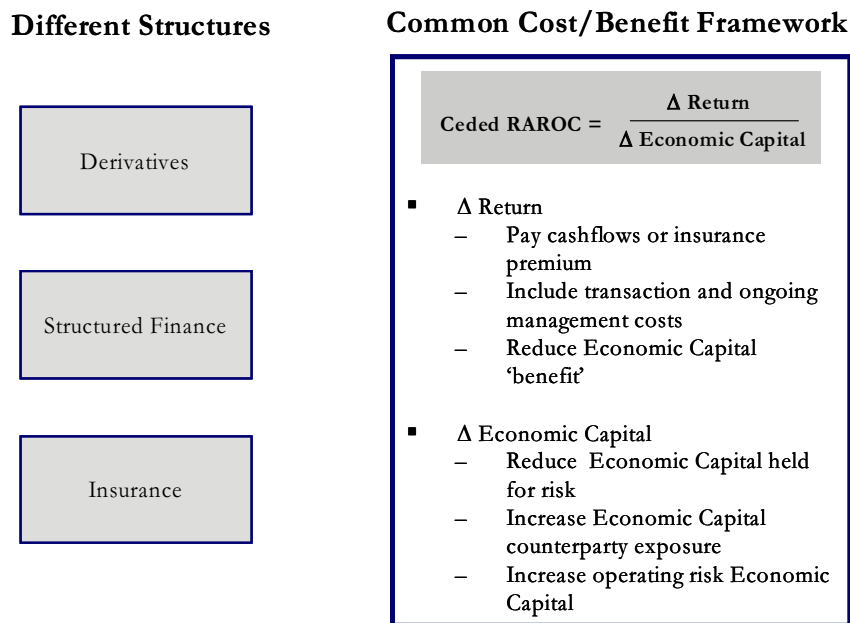 Different Structures
Common Cost/Benefit Framework
Derivatives
Structured Finance
Insurance
Ceded RAROC =
Δ Return
Δ Economic Capital
▪ Δ Return
– Pay cashflows or insurance
premium
– Include transaction and ongoing
management costs
– Reduce Economic Capital
‘benefit’
▪ Δ Economic Capital
– Reduce Economic Capital held
for risk
– Increase Economic Capital
counterparty exposure
– Increase operating risk Economic
Capital